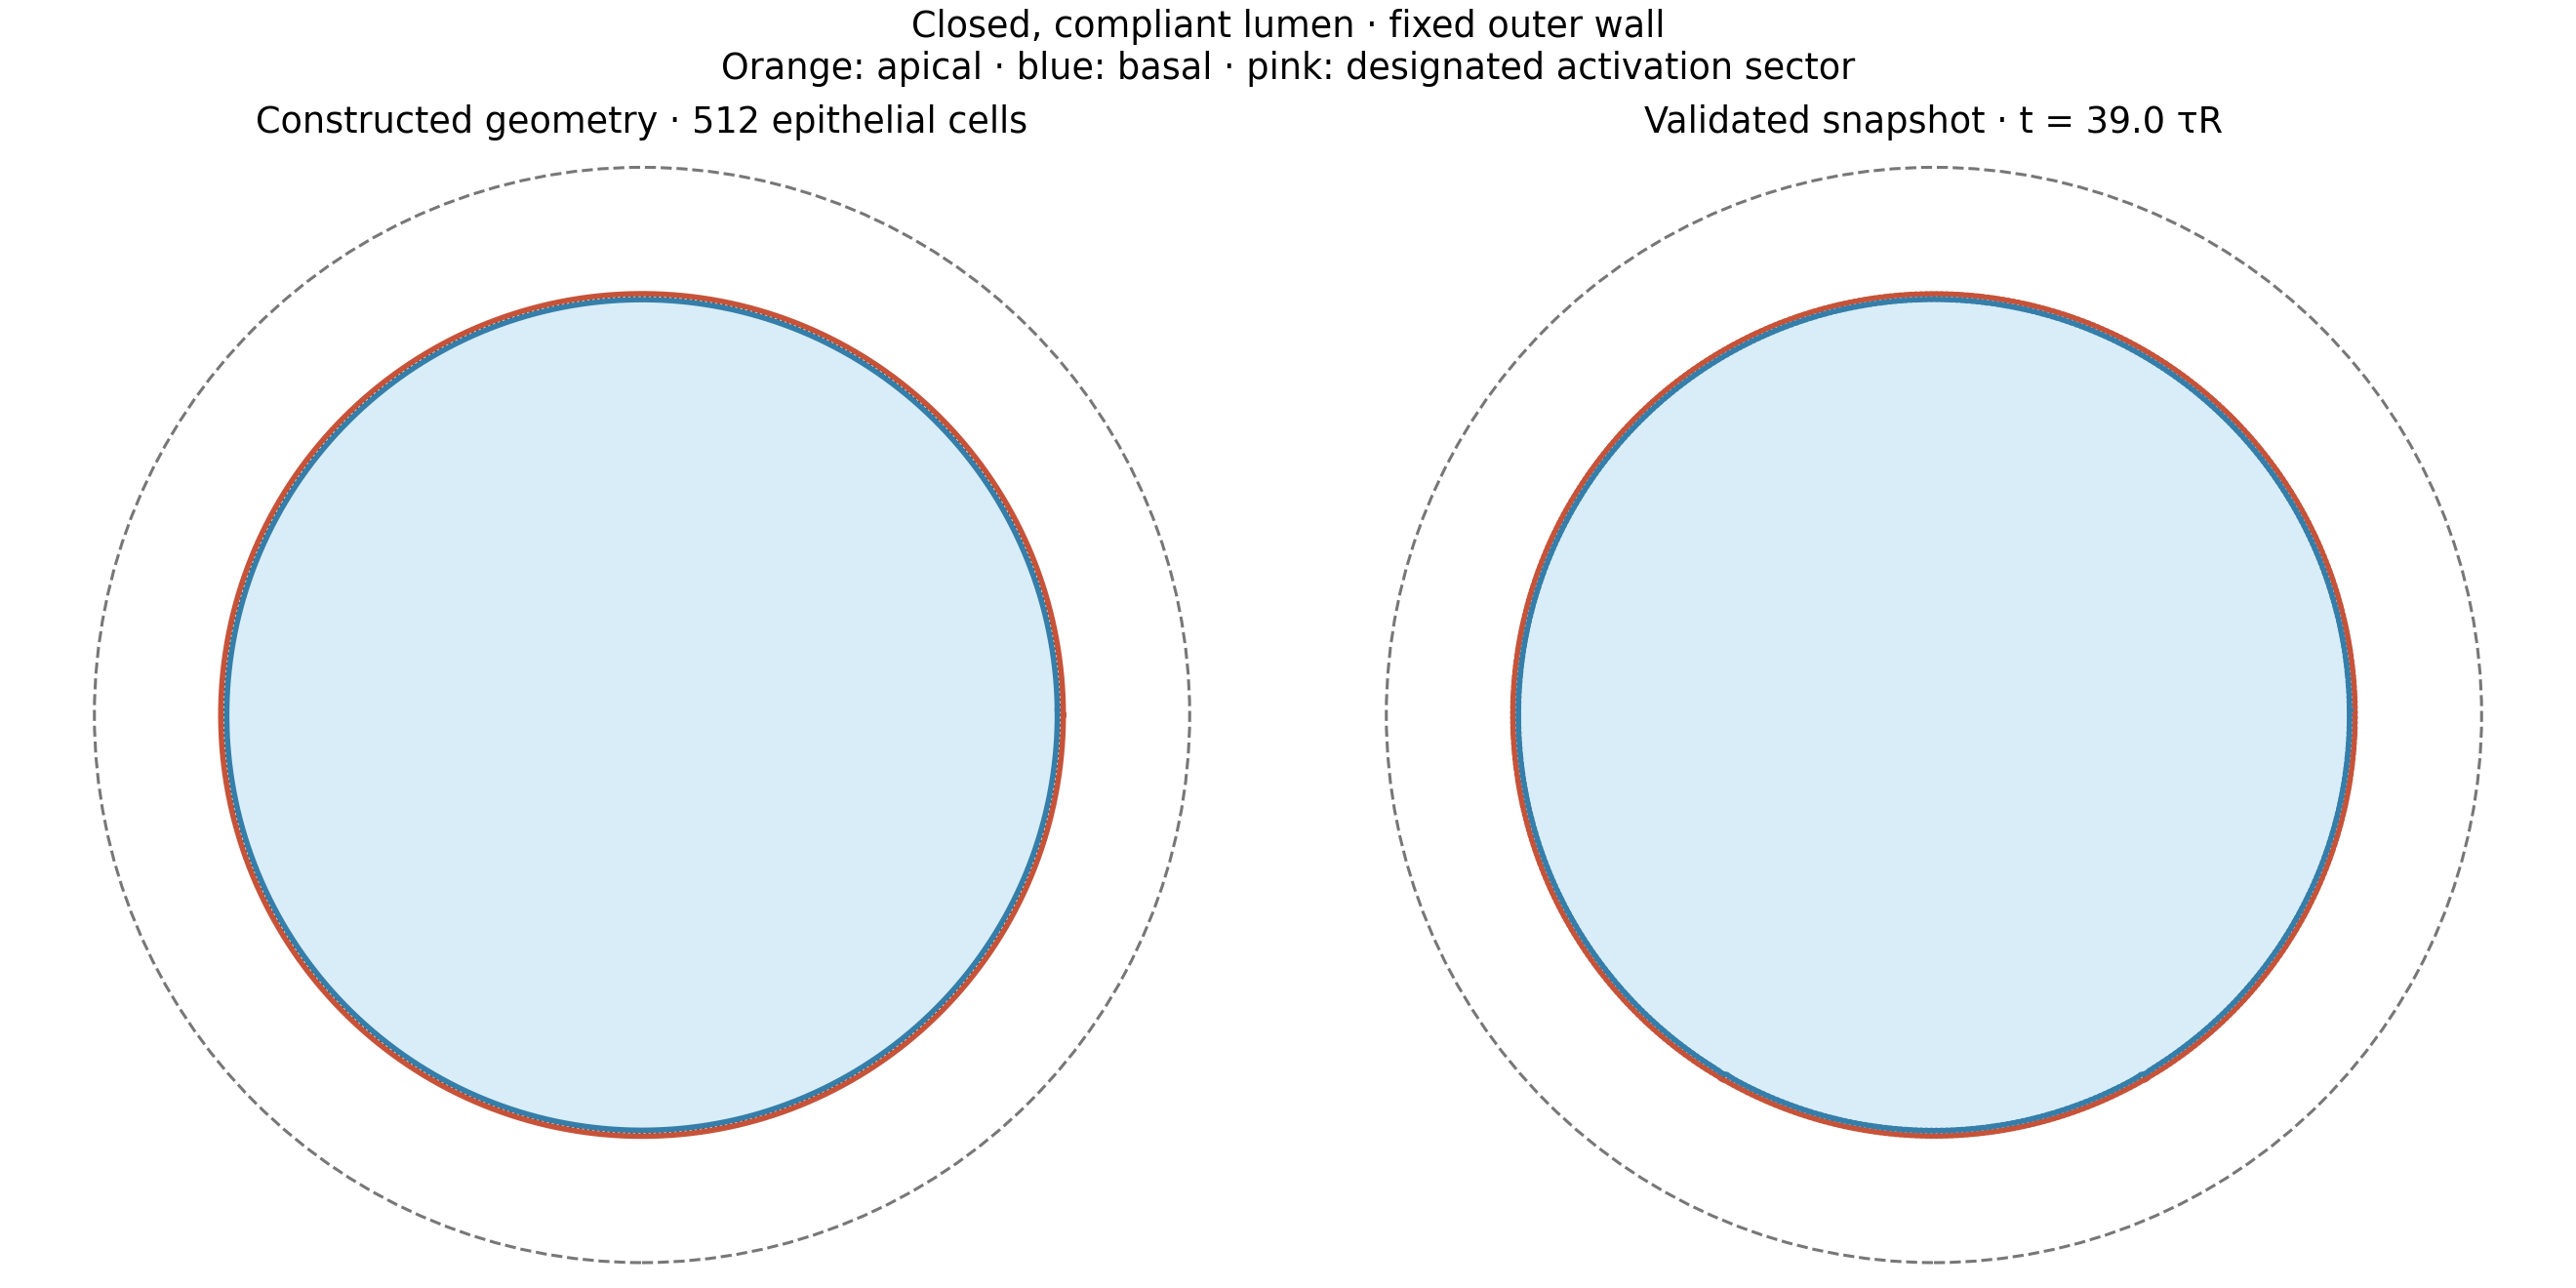 Closed, compliant lumen · fixed outer wall
Orange: apical · blue: basal · pink: designated activation sector
Constructed geometry · 512 epithelial cells
Validated snapshot · t = 39.0 τR